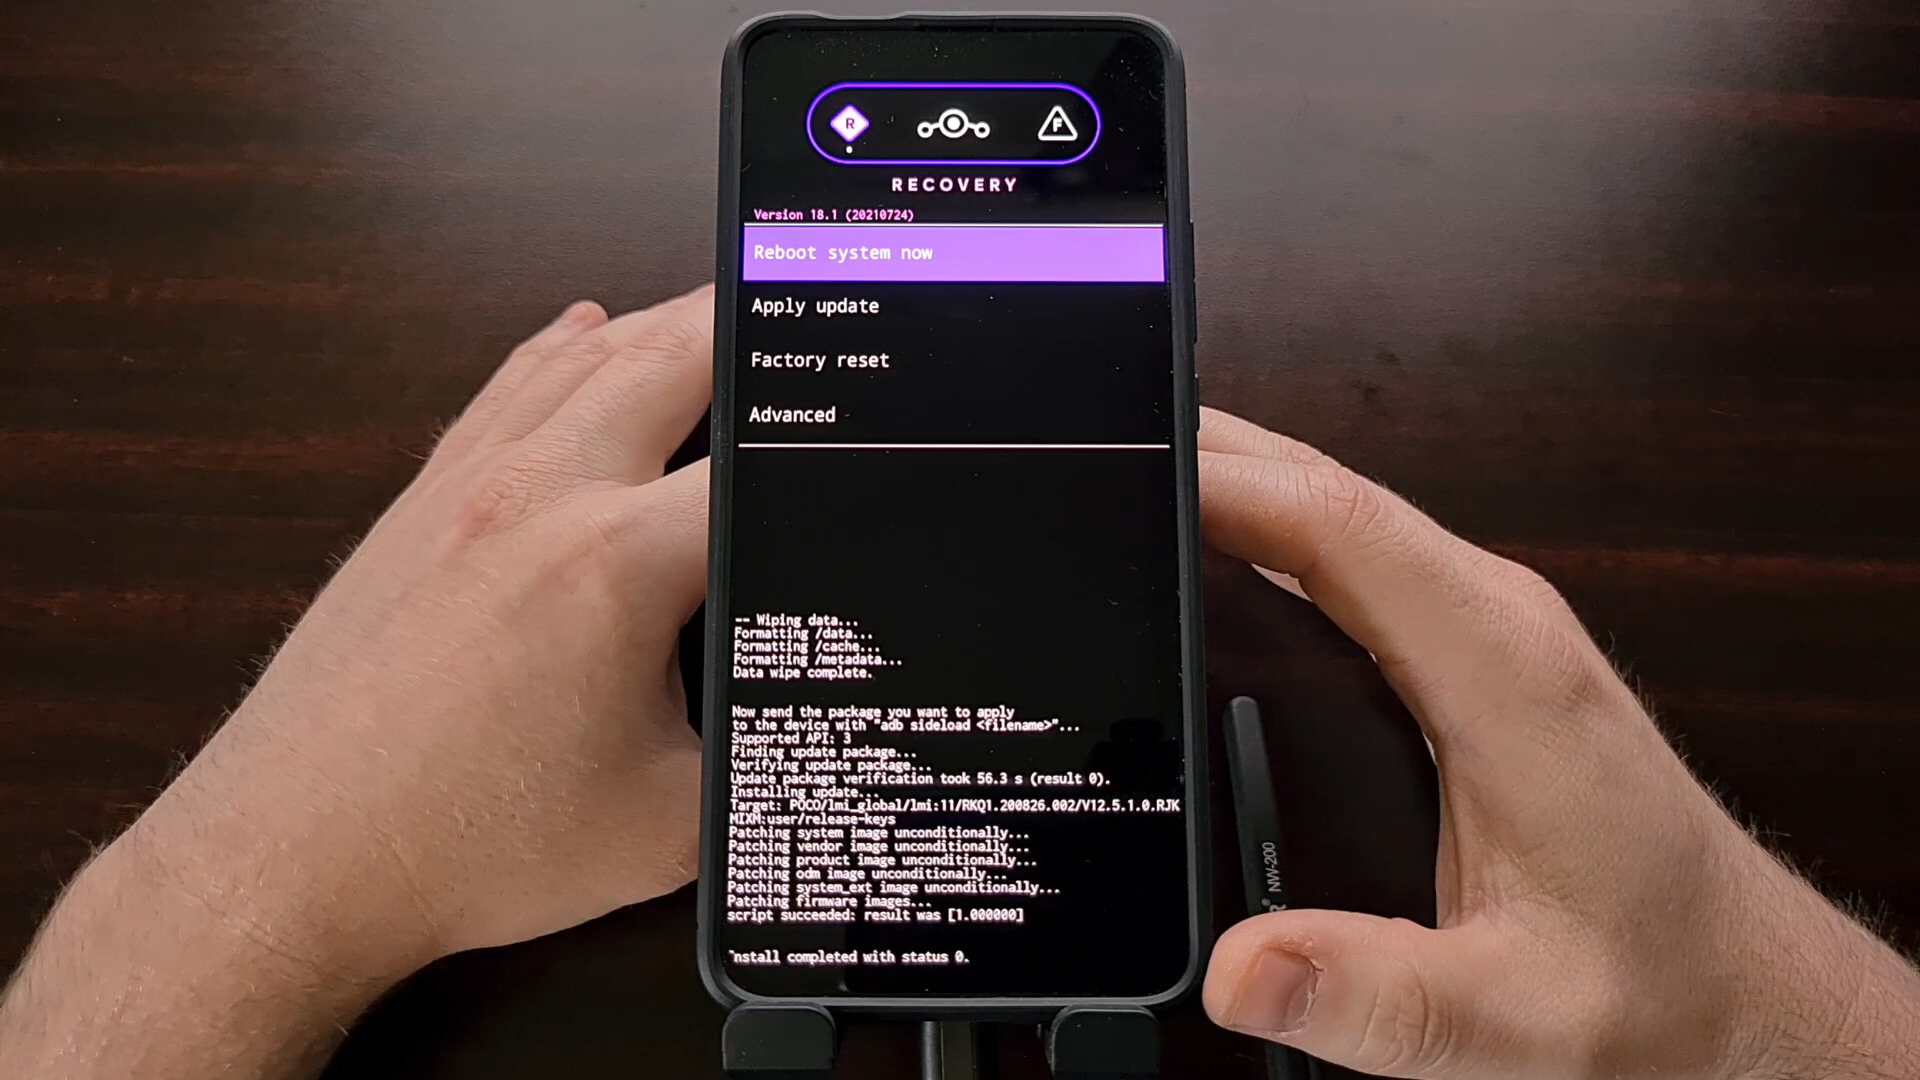 R
F
RECOVERY
Version 18.1 (20210724)
Reboot system now
Apply update
Factory reset
Advanced
-- Wiping data...
Formatting /data...
Formatting /cache...
Formatting /metadata...
Data wipe complete.
Now send the package you want to apply
to the device with "adb sideload <filename>"...
Supported API: 3
Finding update package...
Verifying update package...
Update package verification took 56.3 s (result 0).
Installing update...
Target: POCO/lmi_global/lmi:11/RKQ1.200826.002/V12.5.1.0.RJK
MIXM:user/release-keys
Patching system image unconditionally...
Patching vendor image unconditionally...
Patching product image unconditionally...
Patching odm image unconditionally...
Patching system_ext image unconditionally...
Patching firmware images...
script succeeded: result was [1.000000]
nstall completed with status 0.
R® NW-200